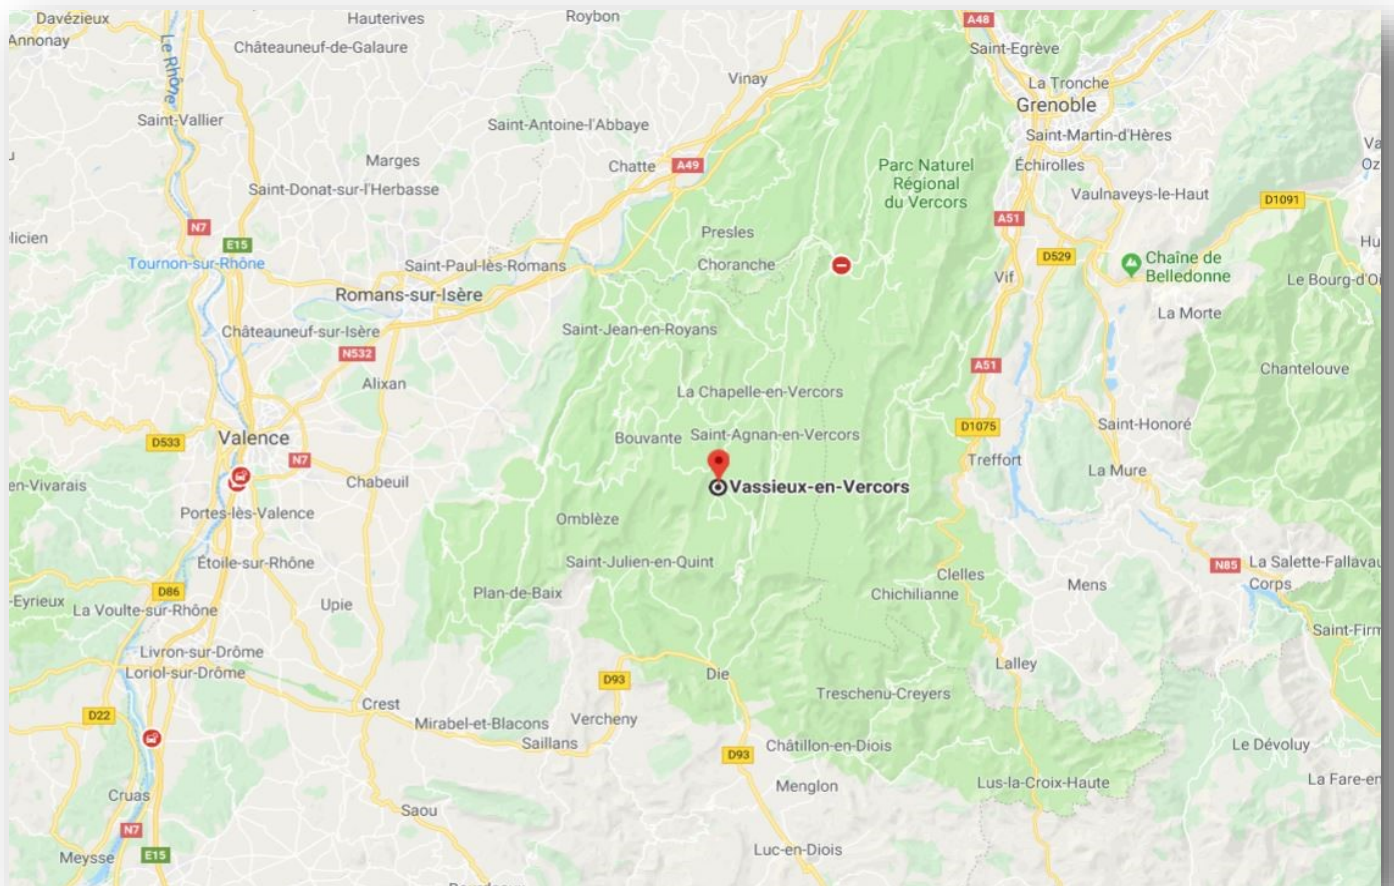 Davézieux
Hauterives
Roybon
A48
Annonay
Châteauneuf-de-Galaure
Saint-Egrève
Le Rhône
Vinay
La Tronche
Grenoble
Saint-Vallier
Saint-Antoine-l'Abbaye
Saint-Martin-d'Hères
Marges
Chatte
A49
Parc Naturel
Régional
du Vercors
Échirolles
Saint-Donat-sur-l'Herbasse
Vaulnaveys-le-Haut
D1091
N7
A51
Presles
E15
D529
Tournon-sur-Rhône
Saint-Paul-lès-Romans
Choranche
Chaîne de
Belledonne
Vif
Romans-sur-Isère
La Morte
Châteauneuf-sur-Isère
Saint-Jean-en-Royans
N532
A51
Alixan
La Chapelle-en-Vercors
Chantelouve
D533
Valence
Bouvante
Saint-Agnan-en-Vercors
D1075
Saint-Honoré
N7
Treffort
La Mure
en-Vivarais
Chabeuil
Vassieux-en-Vercors
Portes-lès-Valence
Omblèze
Étoile-sur-Rhône
Saint-Julien-en-Quint
N85
La Salette-Fallavau
Clelles
Mens
Corps
D86
Plan-de-Baix
Chichilianne
-Eyrieux
La Voulte-sur-Rhône
Upie
Saint-Firm
Livron-sur-Drôme
Loriol-sur-Drôme
Die
Lalley
D93
Crest
Treschenu-Creyers
D22
Mirabel-et-Blacons
Vercheny
Saillans
Châtillon-en-Diois
Le Dévoluy
D93
Menglon
Lus-la-Croix-Haute
La Fare-en
Cruas
Saou
N7
Meysse
E15
Luc-en-Diois